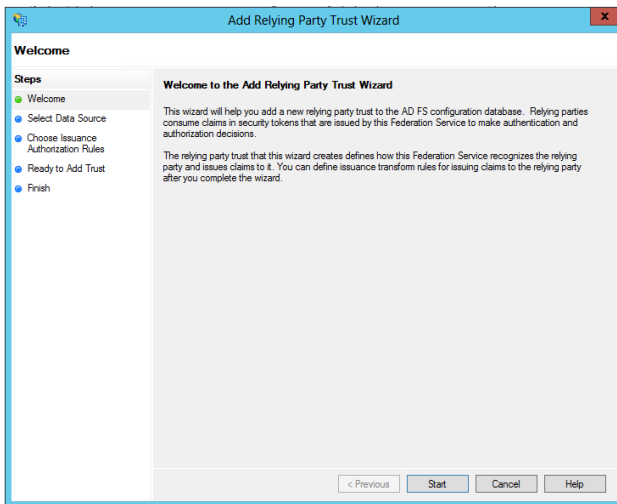 Add Relying Party Trust Wizard
x
Welcome
Steps
Welcome
Select Data Source
Choose Issuance
Authorization Rules
Ready to Add Trust
Finish
Welcome to the Add Relying Party Trust Wizard
This wizard will help you add a new relying party trust to the AD FS configuration database. Relying parties
consume claims in security tokens that are issued by this Federation Service to make authentication and
authorization decisions.
The relying party trust that this wizard creates defines how this Federation Service recognizes the relying
party and issues claims to it. You can define issuance transform rules for issuing claims to the relying party
after you complete the wizard.
< Previous
Start
Cancel
Help